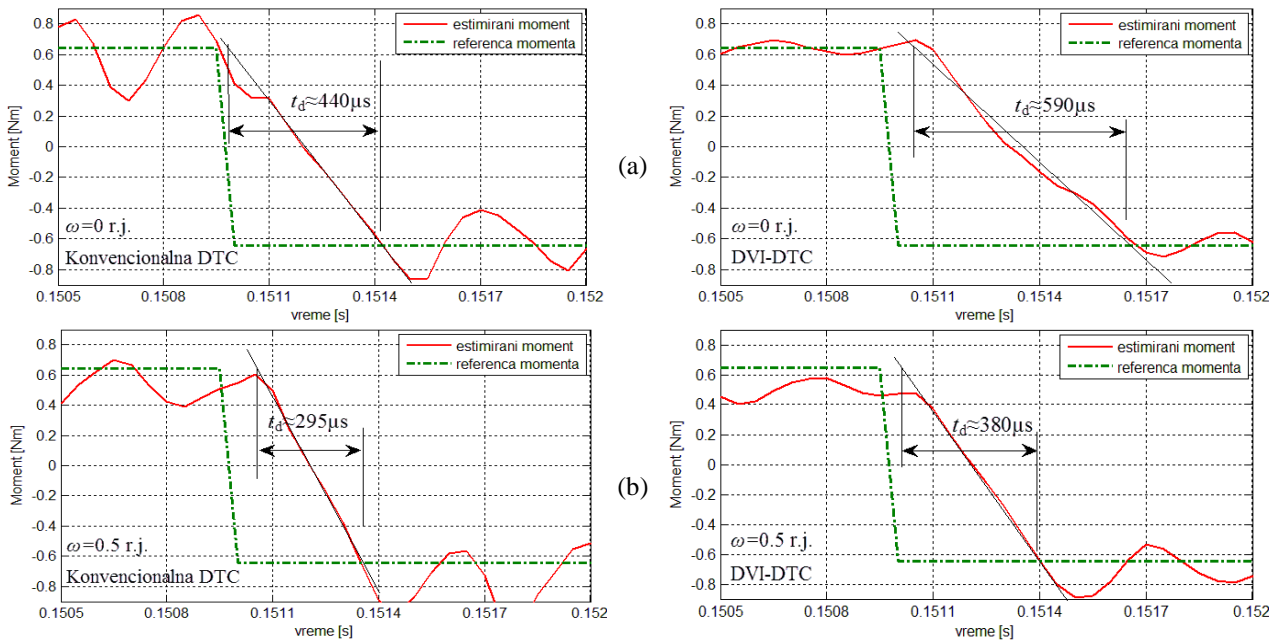 0.8
0.6
0.4
0.2
0
-0.2
-0.4
-0.6
-0.8
Moment [Nm]
estimirani moment
referenca momenta
td≈440µs
ω=0 r.j.
Konvencionalna DTC
0.1505 0.1508 0.1511 0.1514 0.1517 0.152
vreme [s]
(a)
0.8
0.6
0.4
0.2
0
-0.2
-0.4
-0.6
-0.8
Moment [Nm]
estimirani moment
referenca momenta
td≈590µs
ω=0 r.j.
DVI-DTC
0.1505 0.1508 0.1511 0.1514 0.1517 0.152
vreme [s]
0.8
0.6
0.4
0.2
0
-0.2
-0.4
-0.6
-0.8
Moment [Nm]
estimirani moment
referenca momenta
td≈295µs
ω=0.5 r.j.
Konvencionalna DTC
0.1505 0.1508 0.1511 0.1514 0.1517 0.152
vreme [s]
(b)
0.8
0.6
0.4
0.2
0
-0.2
-0.4
-0.6
-0.8
Moment [Nm]
estimirani moment
referenca momenta
td≈380µs
ω=0.5 r.j.
DVI-DTC
0.1505 0.1508 0.1511 0.1514 0.1517 0.152
vreme [s]